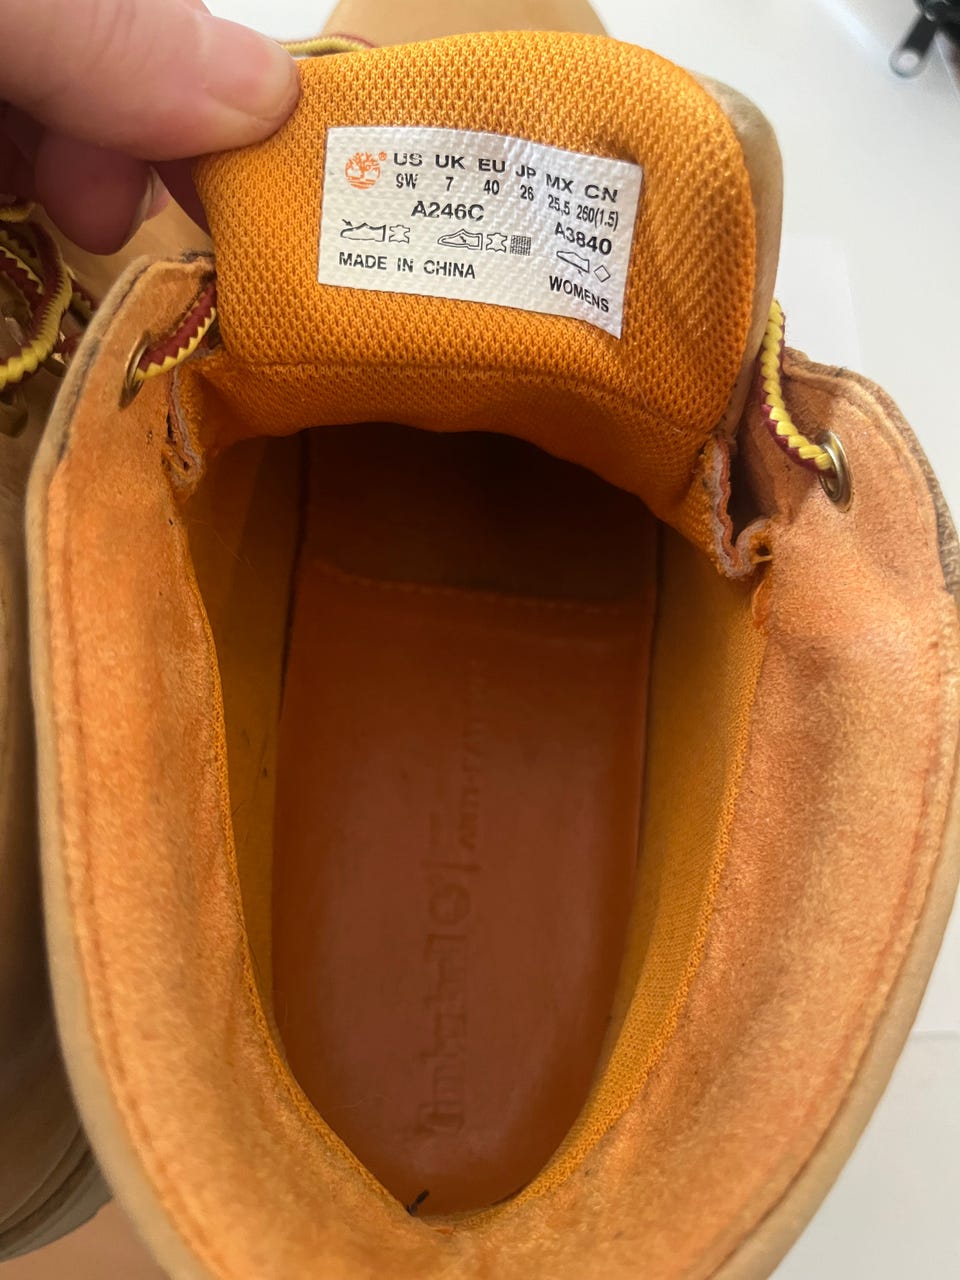 US UK EU JP MX CN
9W 7 40 26 25,5 260(1.5)
A246C A3840
MADE IN CHINA WOMENS
Timberland